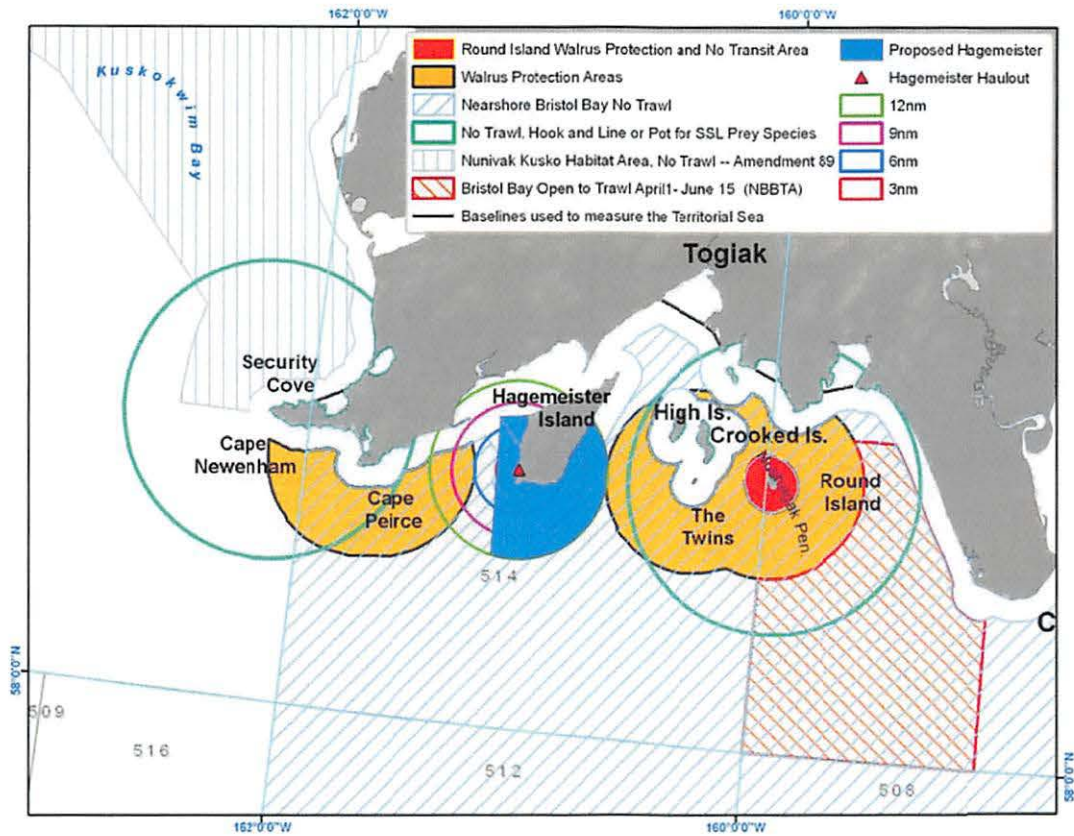 162°0'0"W
160°0'0"W
Round Island Walrus Protection and No Transit Area
Walrus Protection Areas
Nearshore Bristol Bay No Trawl
No Trawl, Hook and Line or Pot for SSL Prey Species
Nunivak Kusko Habitat Area, No Trawl -- Amendment 89
Bristol Bay Open to Trawl April1- June 15 (NBBTA)
Baselines used to measure the Territorial Sea
Proposed Hagemeister
Hagemeister Haulout
12nm
9nm
6nm
3nm
Kuskokwim Bay
Togiak
Security
Cove
Hagemeister
Island
High Is.
Crooked Is.
Cape
Newenham
Cape
Peirce
The
Twins
Round
Island
Pen.
514
C
58°0'0"N
58°0'0"N
509
516
512
508
162°0'0"W
160°0'0"W